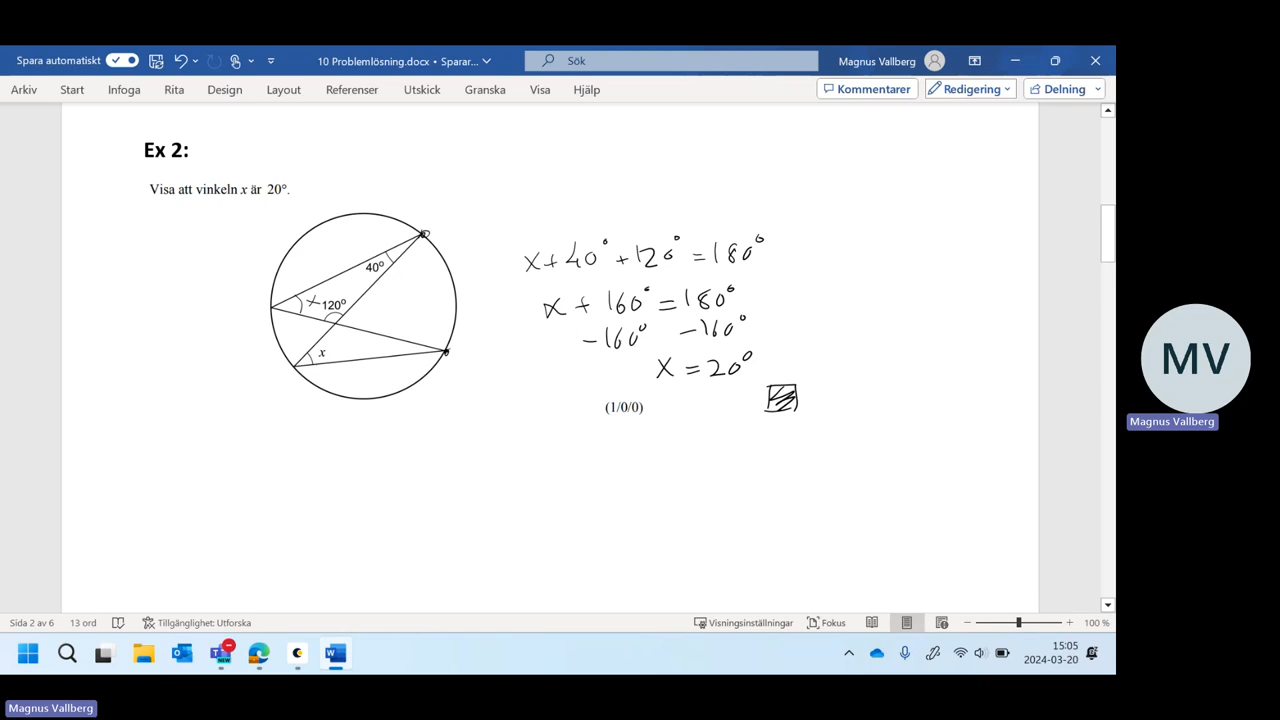 Spara automatiskt
10 Problemlösning.docx • Sparar...
Sök
Magnus Vallberg
Arkiv Start Infoga Rita Design Layout Referenser Utskick Granska Visa Hjälp
Kommentarer Redigering Delning
Ex 2:
Visa att vinkeln x är 20°.
40°
x 120°
x
x + 40° + 120° = 180°
x + 160° = 180°
-160° -160°
x = 20°
(1/0/0)
MV
Magnus Vallberg
Sida 2 av 6 13 ord Tillgänglighet: Utforska Visningsinställningar Fokus 100 %
NEW
W
15:05
2024-03-20
Magnus Vallberg